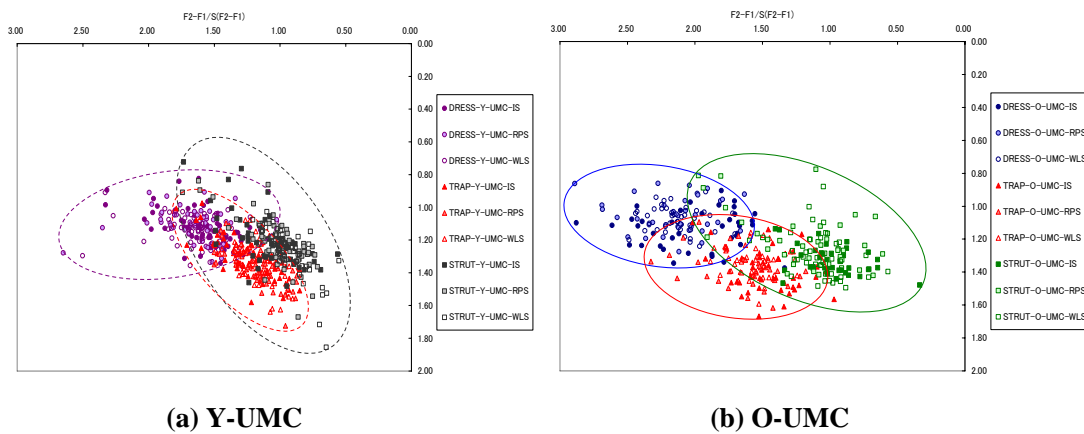 F2-F1/S(F2-F1)
3.00 2.50 2.00 1.50 1.00 0.50 0.00
0.00
0.20
0.40
0.60
0.80
1.00
1.20
1.40
1.60
1.80
2.00
DRESS-Y-UMC-IS
DRESS-Y-UMC-RPS
DRESS-Y-UMC-WLS
TRAP-Y-UMC-IS
TRAP-Y-UMC-RPS
TRAP-Y-UMC-WLS
STRUT-Y-UMC-IS
STRUT-Y-UMC-RPS
STRUT-Y-UMC-WLS
(a) Y-UMC
F2-F1/S(F2-F1)
3.00 2.50 2.00 1.50 1.00 0.50 0.00
0.00
0.20
0.40
0.60
0.80
1.00
1.20
1.40
1.60
1.80
2.00
DRESS-O-UMC-IS
DRESS-O-UMC-RPS
DRESS-O-UMC-WLS
TRAP-O-UMC-IS
TRAP-O-UMC-RPS
TRAP-O-UMC-WLS
STRUT-O-UMC-IS
STRUT-O-UMC-RPS
STRUT-O-UMC-WLS
(b) O-UMC